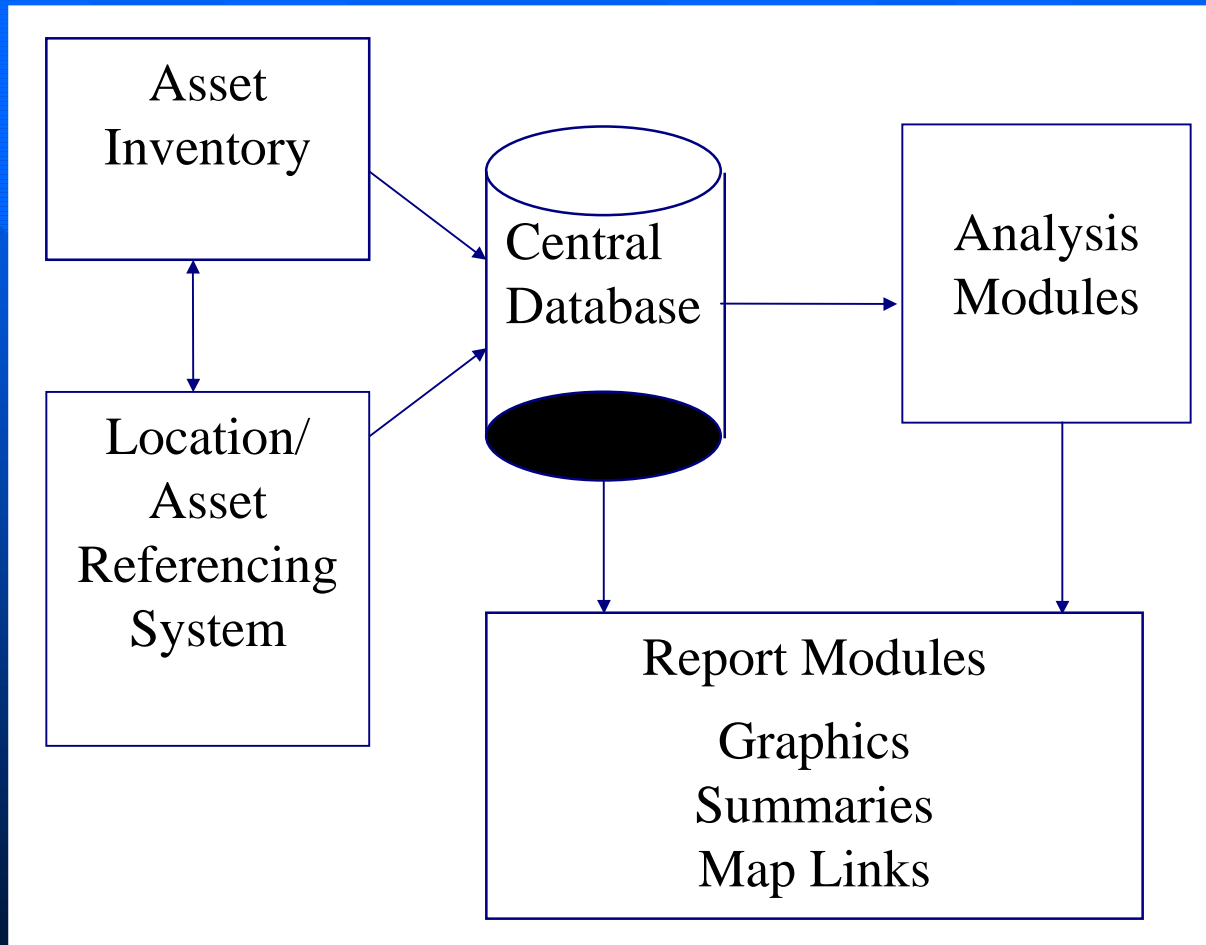 Asset
Inventory
Location/
Asset
Referencing
System
Central
Database
Analysis
Modules
Report Modules
Graphics
Summaries
Map Links